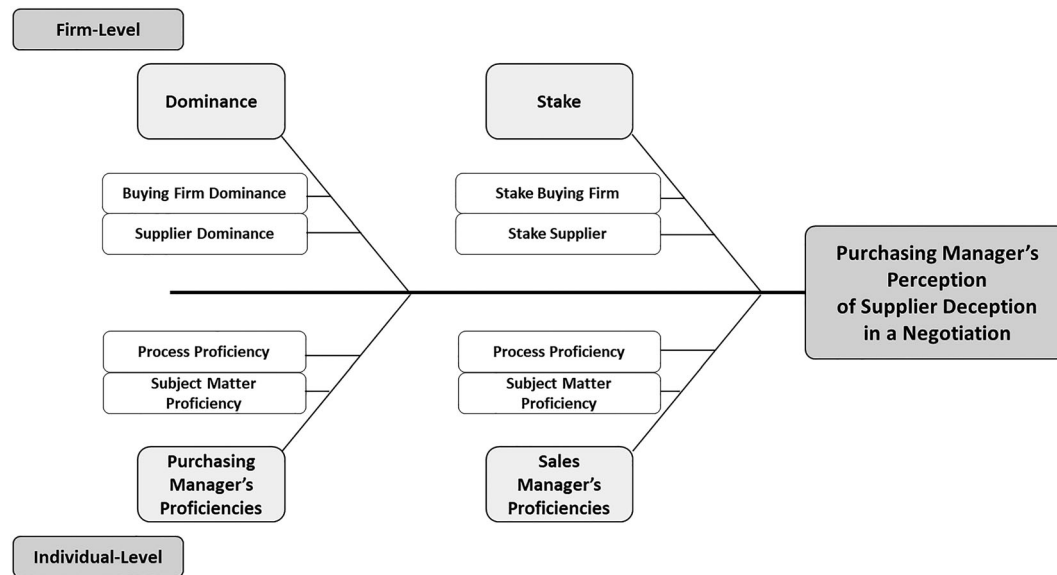 Firm-Level
Dominance
Stake
Buying Firm Dominance
Supplier Dominance
Stake Buying Firm
Stake Supplier
Purchasing Manager’s
Perception
of Supplier Deception
in a Negotiation
Process Proficiency
Subject Matter
Proficiency
Process Proficiency
Subject Matter
Proficiency
Purchasing
Manager’s
Proficiencies
Sales
Manager’s
Proficiencies
Individual-Level